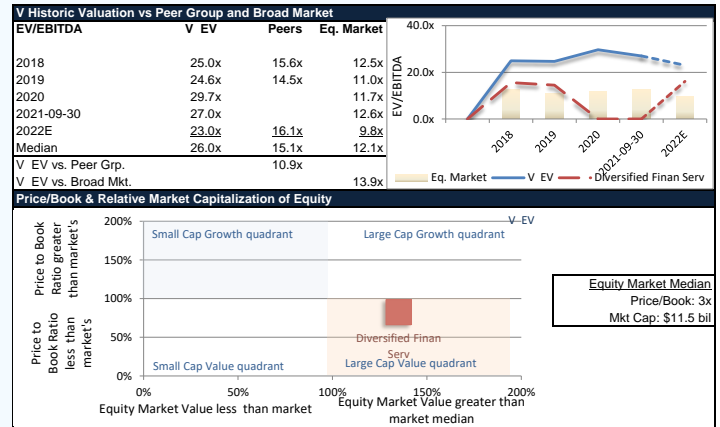 V Historic Valuation vs Peer Group and Broad Market
EV/EBITDA V EV Peers Eq. Market
2018 25.0x 15.6x 12.5x
2019 24.6x 14.5x 11.0x
2020 29.7x 11.7x
2021-09-30 27.0x 12.6x
2022E 23.0x 16.1x 9.8x
Median 26.0x 15.1x 12.1x
V EV vs. Peer Grp. 10.9x
V EV vs. Broad Mkt. 13.9x
EV/EBITDA
40.0x
20.0x
0.0x
2018
2019
2020
2021-09-30
2022E
Eq. Market V EV Diversified Finan Serv
Price/Book & Relative Market Capitalization of Equity
Price to Book
Ratio greater
than market's
Price to
Book Ratio
less than
market's
200%
150%
100%
50%
0%
V EV
Small Cap Growth quadrant Large Cap Growth quadrant
Diversified Finan
Serv
Small Cap Value quadrant Large Cap Value quadrant
0% 50% 100% 150% 200%
Equity Market Value less than market
Equity Market Value greater than
market median
Equity Market Median
Price/Book: 3x
Mkt Cap: $11.5 bil